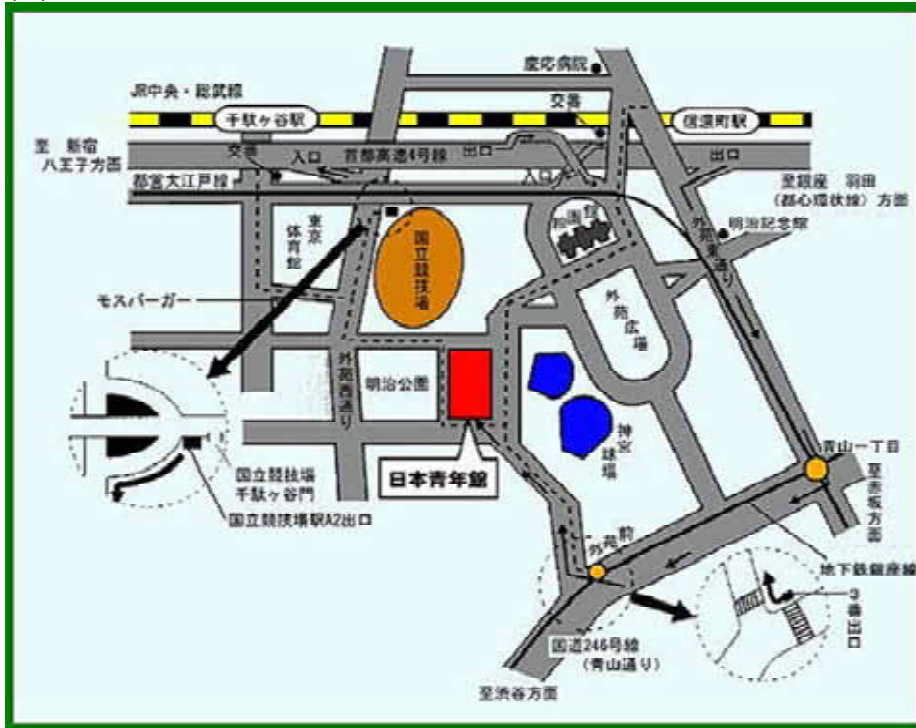 慶応病院
JR中央・総武線
交番
千駄ヶ谷駅
信濃町駅
至 新宿
八王子方面
交番
入口
首都高速4号線
出口
出口
入口
都営大江戸線
至銀座 羽田
(都心環状線)方面
東京
体育館
国立競技場
絵画館
外苑東通り
明治記念館
モスバーガー
外苑広場
外苑西通り
明治公園
神宮
球場
日本青年館
青山一丁目
至赤坂方面
国立競技場
千駄ヶ谷門
国立競技場駅A2出口
外苑前
地下鉄銀座線
3番出口
国道246号線
(青山通り)
至渋谷方面